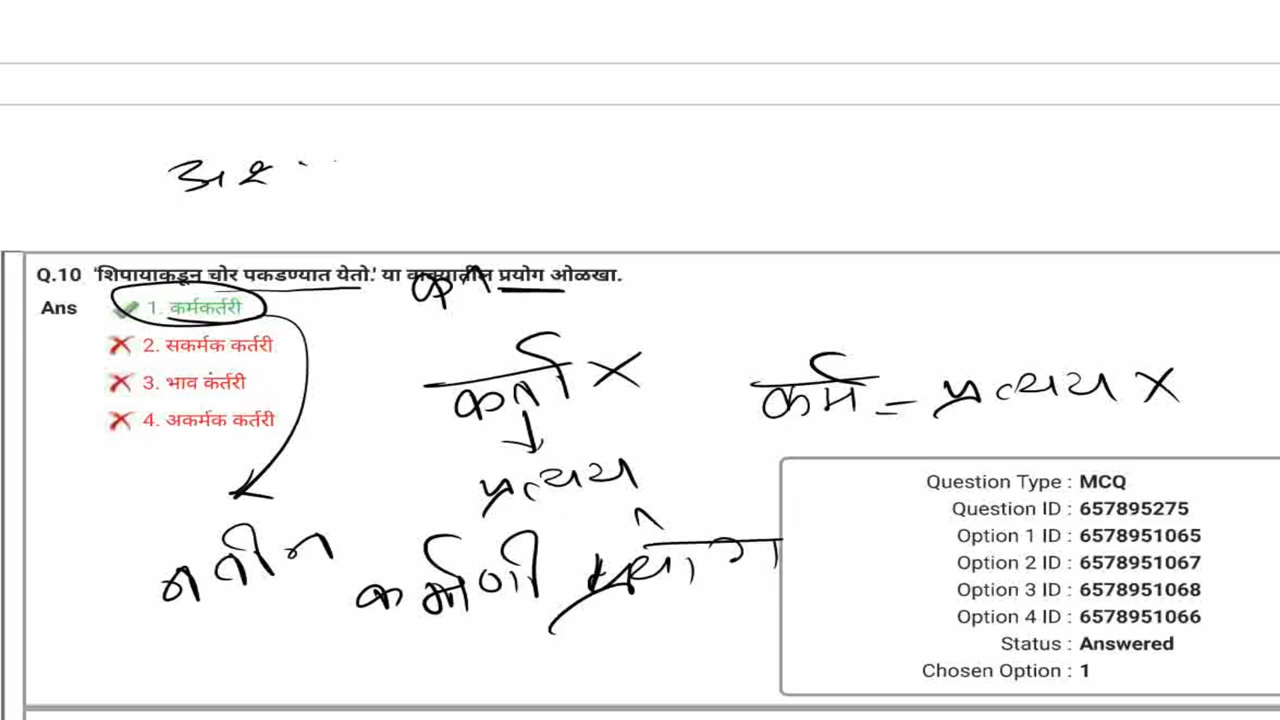 Q.10 'शिपायाकडून चोर पकडण्यात येतो.' या वाक्यातील प्रयोग ओळखा.
Ans 1. कर्मकर्तरी
2. सकर्मक कर्तरी
3. भाव कंर्तरी
4. अकर्मक कर्तरी
कर्ता X
कर्म = प्रत्यय X
प्रत्यय
नवीन कर्मणी प्रयोग
Question Type : MCQ
Question ID : 657895275
Option 1 ID : 6578951065
Option 2 ID : 6578951067
Option 3 ID : 6578951068
Option 4 ID : 6578951066
Status : Answered
Chosen Option : 1